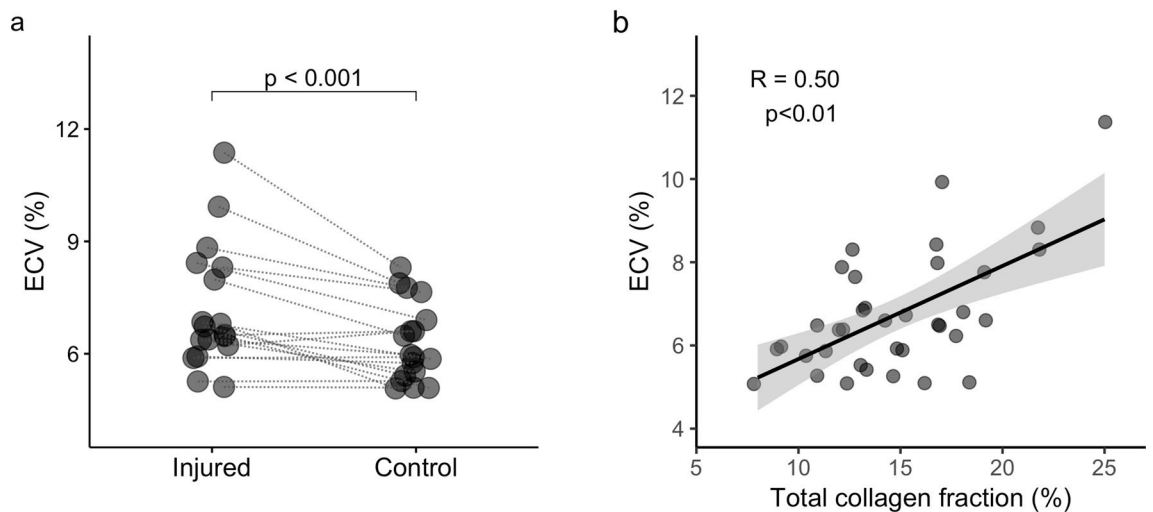 a
p < 0.001
12
9
6
ECV (%)
Injured Control
b
R = 0.50
p<0.01
12
10
8
6
4
ECV (%)
5 10 15 20 25
Total collagen fraction (%)